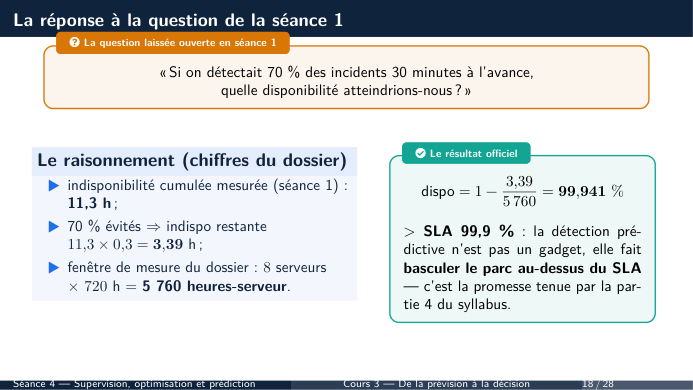 La réponse à la question de la séance 1
La question laissée ouverte en séance 1
« Si on détectait 70 % des incidents 30 minutes à l'avance,
quelle disponibilité atteindrions-nous ? »
Le raisonnement (chiffres du dossier)
indisponibilité cumulée mesurée (séance 1) :
11,3 h ;
70 % évités ⇒ indispo restante
11,3 × 0,3 = 3,39 h ;
fenêtre de mesure du dossier : 8 serveurs
× 720 h = 5 760 heures-serveur.
Le résultat officiel
dispo = 1 − 3,39 / 5 760 = 99,941 %
> SLA 99,9 % : la détection pré-
dictive n'est pas un gadget, elle fait
basculer le parc au-dessus du SLA
— c'est la promesse tenue par la par-
tie 4 du syllabus.
Séance 4 — Supervision, optimisation et prédiction
Cours 3 — De la prévision à la décision
18 / 28